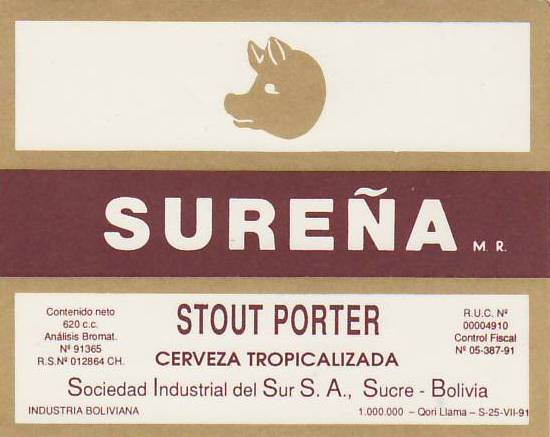 SUREÑA M. R.
Contenido neto
620 c.c.
Análisis Bromat.
Nº 91365
R.S.Nº 012864 CH.
STOUT PORTER
CERVEZA TROPICALIZADA
R.U.C. Nº
00004910
Control Fiscal
Nº 05-387-91
Sociedad Industrial del Sur S. A., Sucre - Bolivia
INDUSTRIA BOLIVIANA
1.000.000 – Qori Llama – S-25-VII-91